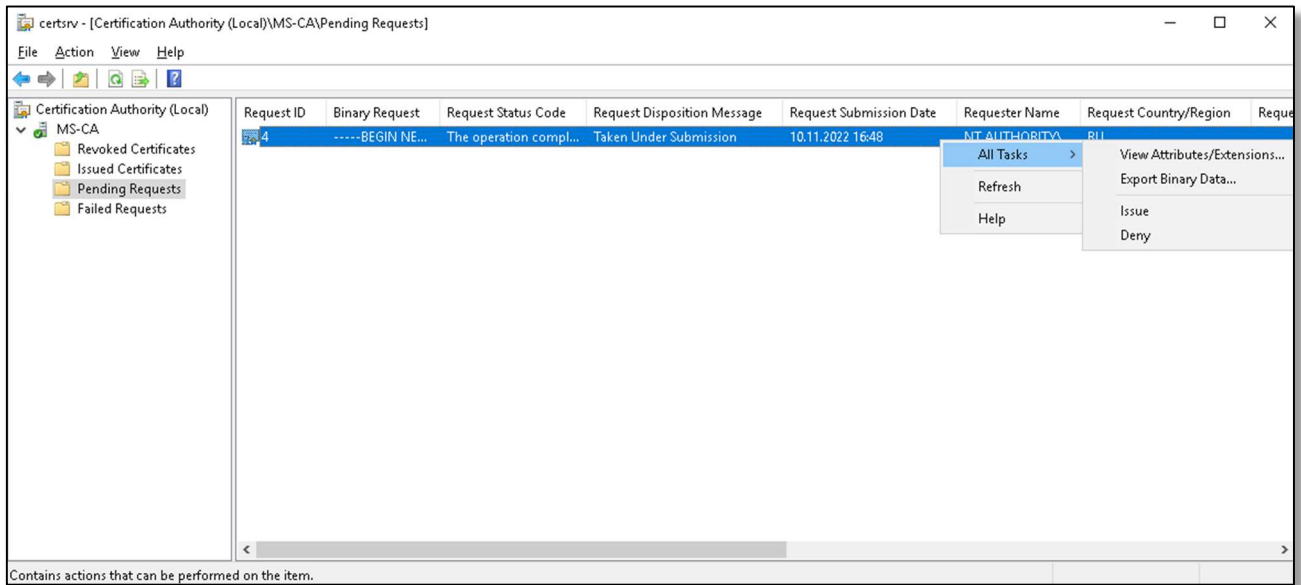 certsrv - [Certification Authority (Local)\MS-CA\Pending Requests]
File Action View Help
Certification Authority (Local)
MS-CA
Revoked Certificates
Issued Certificates
Pending Requests
Failed Requests
Request ID Binary Request Request Status Code Request Disposition Message Request Submission Date Requester Name Request Country/Region Reque
4 -----BEGIN NE... The operation compl... Taken Under Submission 10.11.2022 16:48 NT AUTHORITY\ RU
All Tasks
Refresh
Help
View Attributes/Extensions...
Export Binary Data...
Issue
Deny
Contains actions that can be performed on the item.